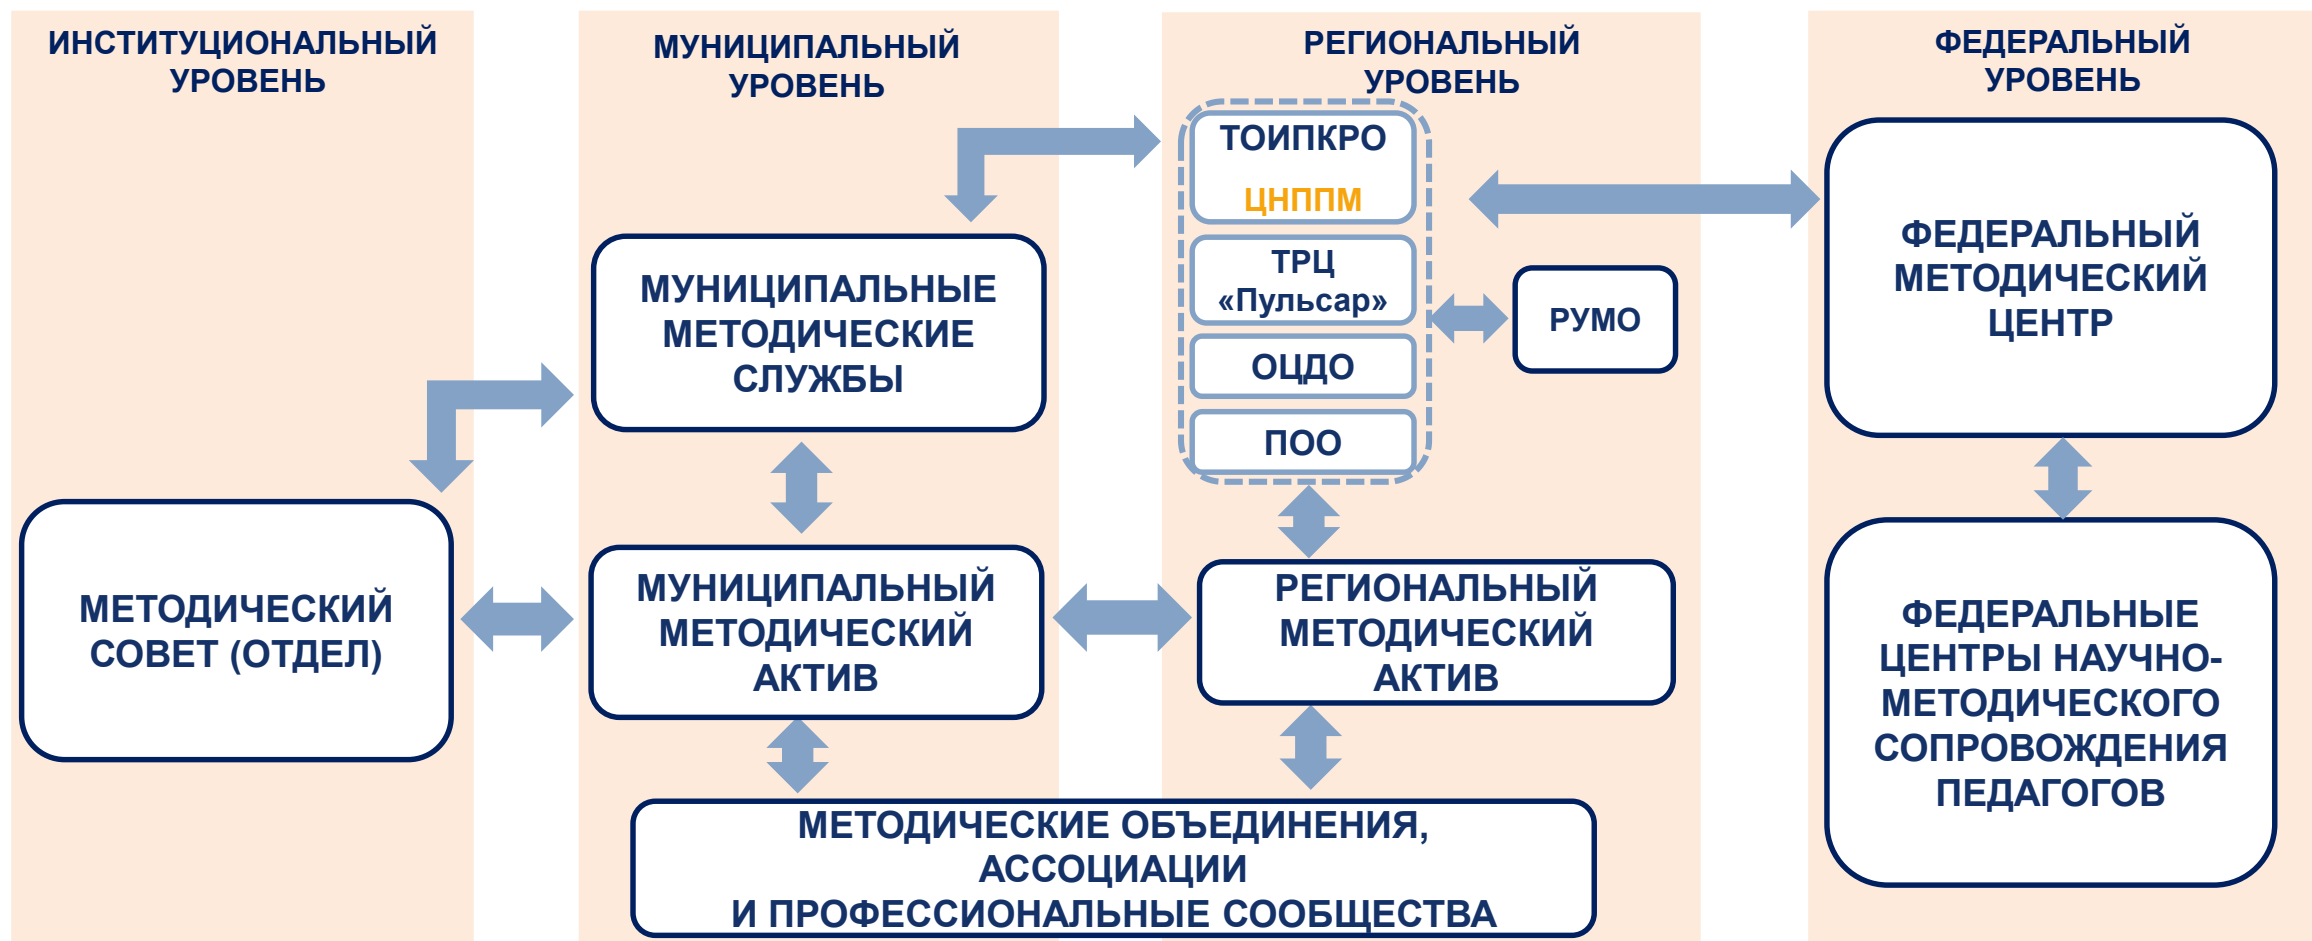 ИНСТИТУЦИОНАЛЬНЫЙ
УРОВЕНЬ
МЕТОДИЧЕСКИЙ
СОВЕТ (ОТДЕЛ)
МУНИЦИПАЛЬНЫЙ
УРОВЕНЬ
МУНИЦИПАЛЬНЫЕ
МЕТОДИЧЕСКИЕ
СЛУЖБЫ
МУНИЦИПАЛЬНЫЙ
МЕТОДИЧЕСКИЙ
АКТИВ
РЕГИОНАЛЬНЫЙ
УРОВЕНЬ
ТОИПКРО
ЦНППМ
ТРЦ
«Пульсар»
ОЦДО
ПОО
РУМО
РЕГИОНАЛЬНЫЙ
МЕТОДИЧЕСКИЙ
АКТИВ
МЕТОДИЧЕСКИЕ ОБЪЕДИНЕНИЯ,
АССОЦИАЦИИ
И ПРОФЕССИОНАЛЬНЫЕ СООБЩЕСТВА
ФЕДЕРАЛЬНЫЙ
УРОВЕНЬ
ФЕДЕРАЛЬНЫЙ
МЕТОДИЧЕСКИЙ
ЦЕНТР
ФЕДЕРАЛЬНЫЕ
ЦЕНТРЫ НАУЧНО-
МЕТОДИЧЕСКОГО
СОПРОВОЖДЕНИЯ
ПЕДАГОГОВ